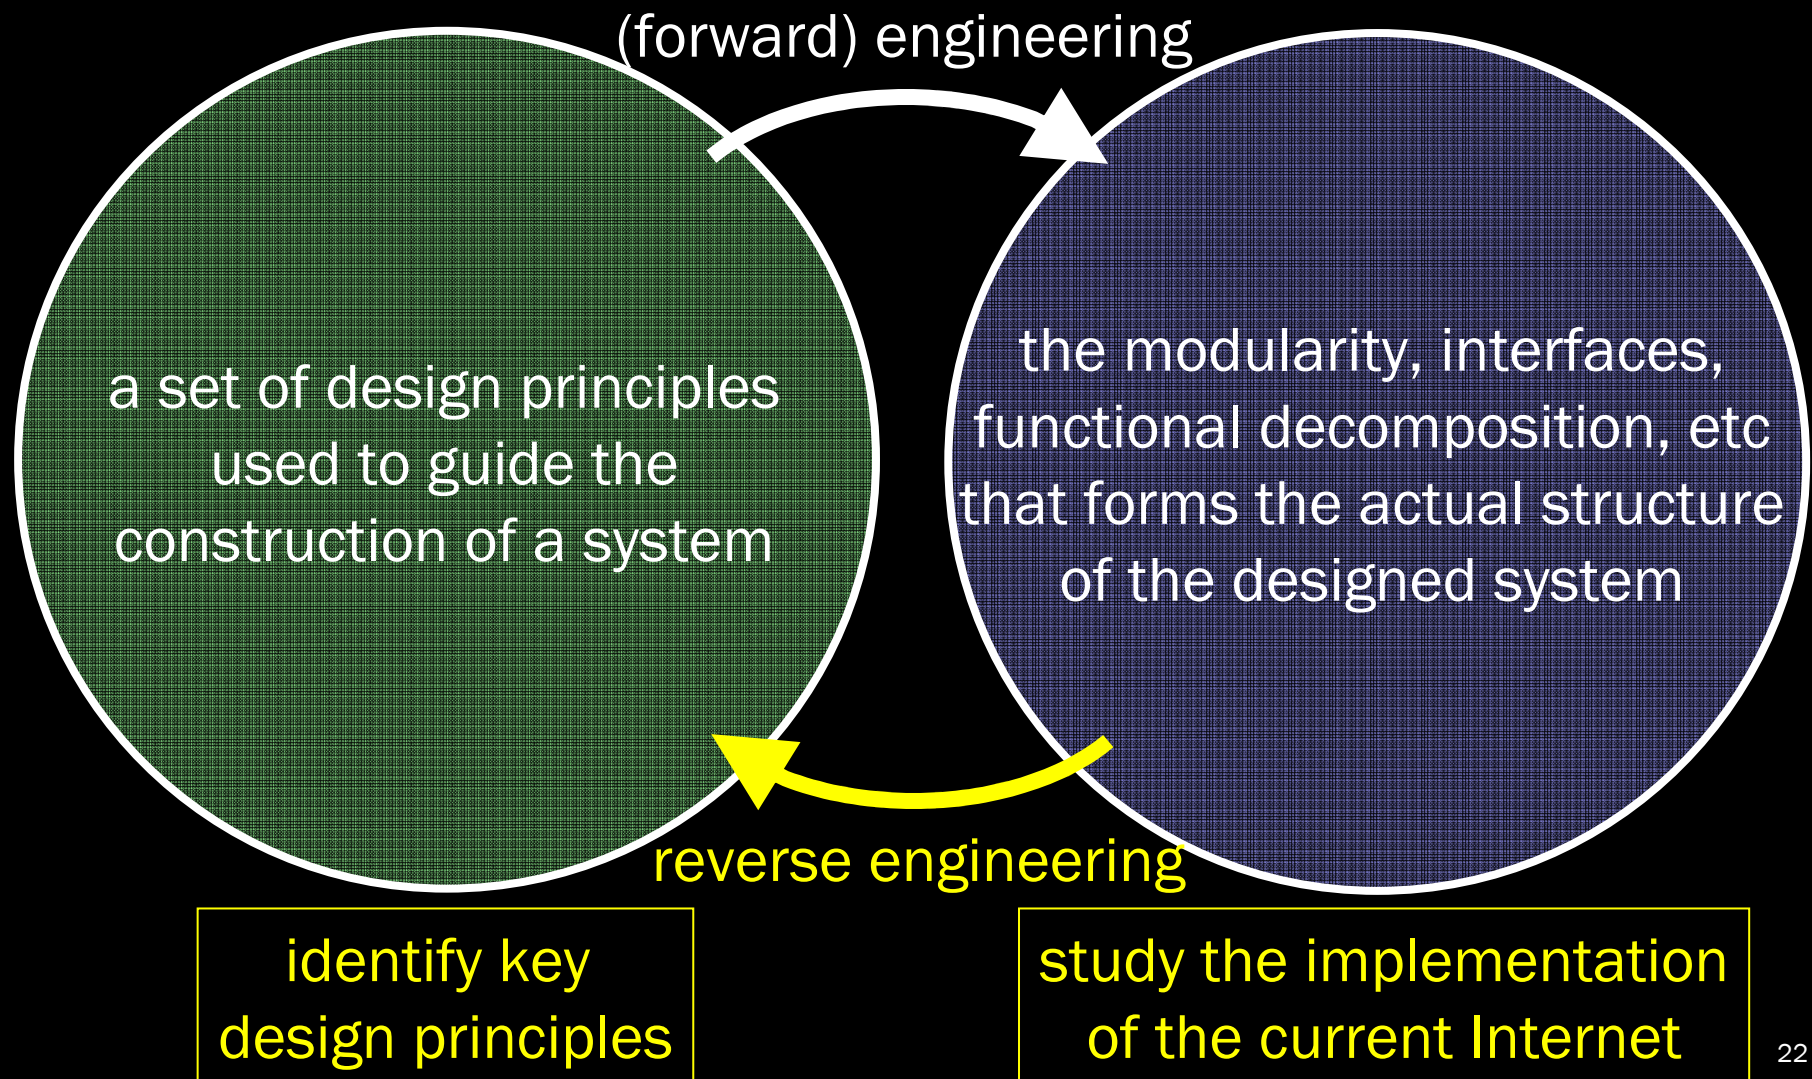 (forward) engineering
a set of design principles
used to guide the
construction of a system
the modularity, interfaces,
functional decomposition, etc
that forms the actual structure
of the designed system
reverse engineering
identify key
design principles
study the implementation
of the current Internet
22